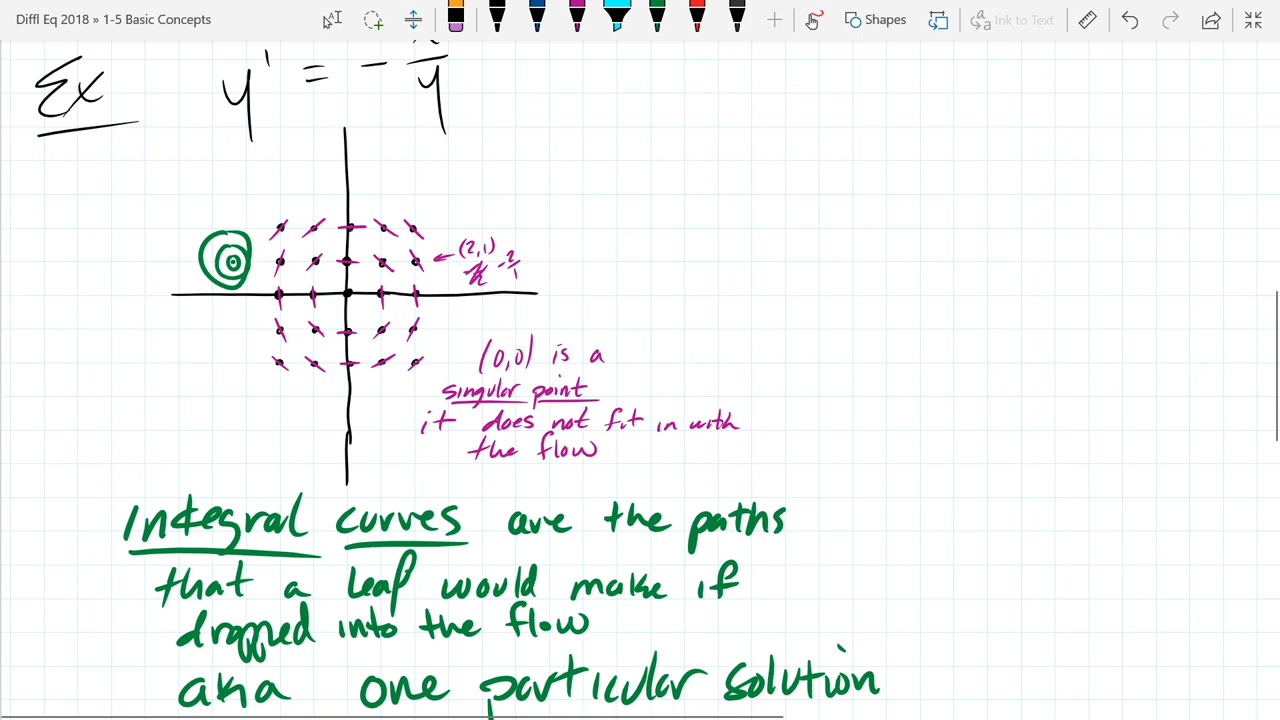 Diffl Eq 2018 » 1-5 Basic Concepts
Shapes
Ink to Text
Ex y' = - x/y
(2,1)
-2/1
(0,0) is a
singular point
it does not fit in with
the flow
Integral curves are the paths
that a leaf would make if
dropped into the flow
aka one particular solution